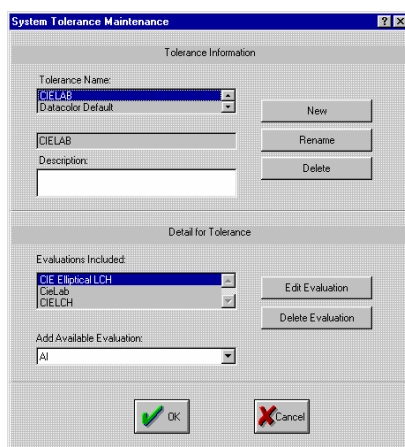 System Tolerance Maintenance
Tolerance Information
Tolerance Name:
CIELAB
Datacolor Default
New
CIELAB
Rename
Description:
Delete
Detail for Tolerance
Evaluations Included:
CIE Elliptical LCH
CieLab
CIELCH
Edit Evaluation
Delete Evaluation
Add Available Evaluation:
AI
OK
Cancel